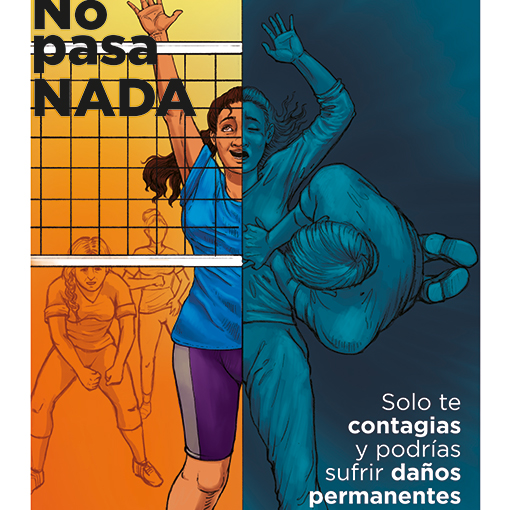 No
pasa
NADA
Solo te
contagias
y podrías
sufrir daños
permanentes